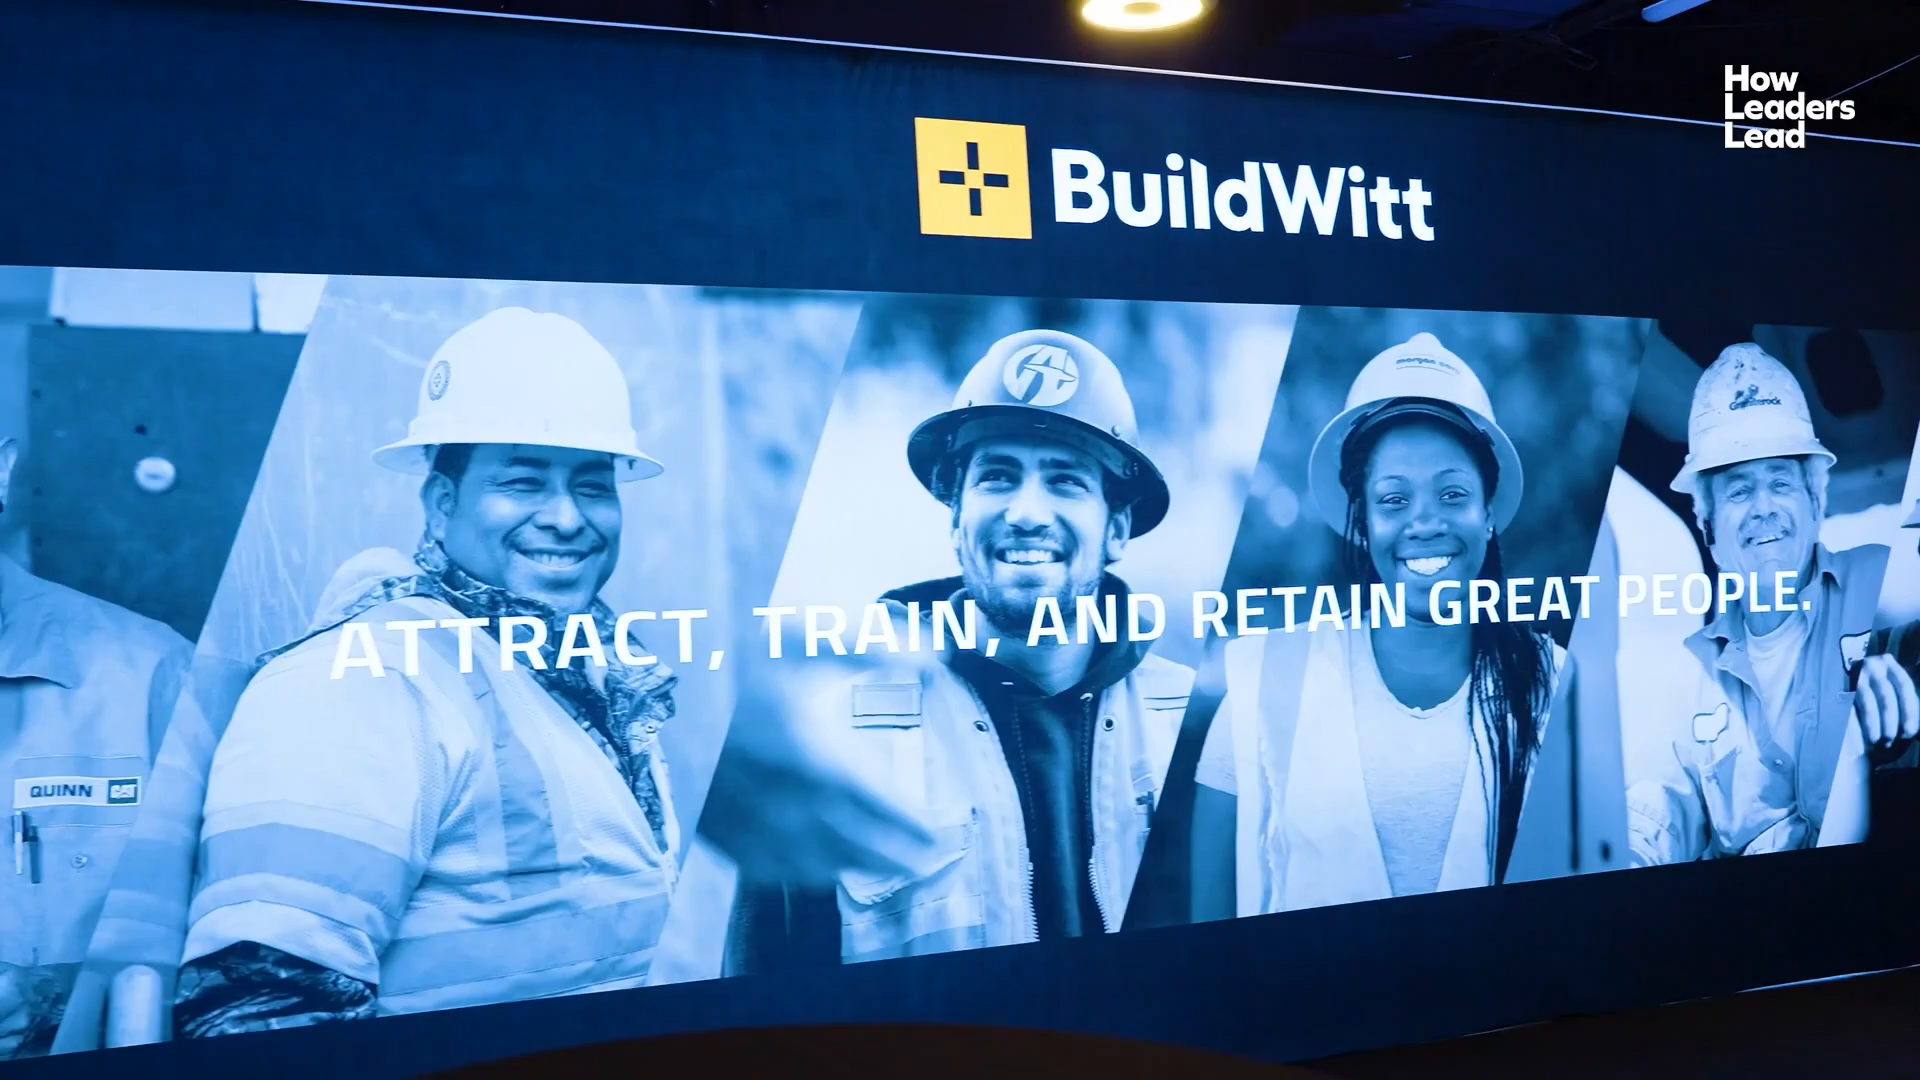 How
Leaders
Lead
BuildWitt
ATTRACT, TRAIN, AND RETAIN GREAT PEOPLE.
QUINN CAT